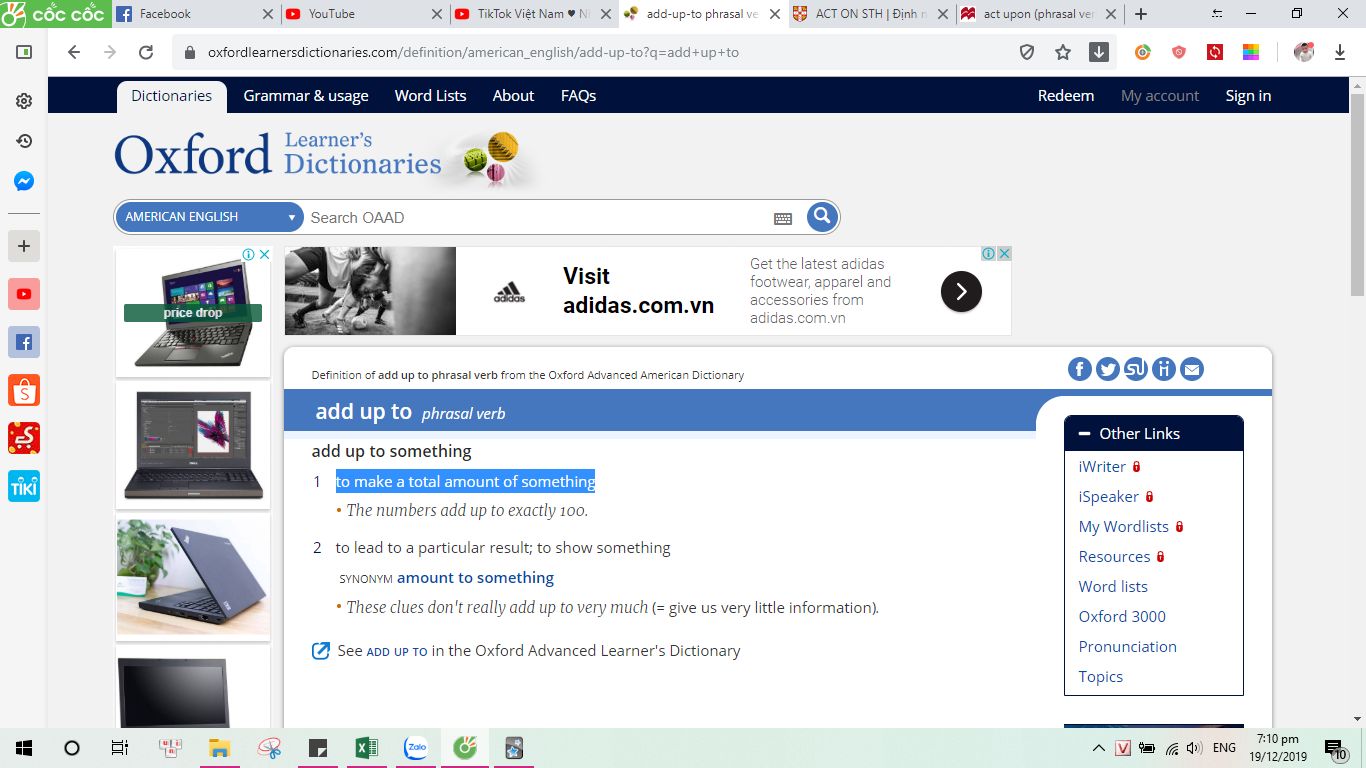 cốc cốc
Facebook
YouTube
TikTok Việt Nam ♥ Ni
add-up-to phrasal ve
ACT ON STH | Định n
act upon (phrasal ver
oxfordlearnersdictionaries.com/definition/american_english/add-up-to?q=add+up+to
Dictionaries Grammar & usage Word Lists About FAQs Redeem My account Sign in
Oxford Learner's Dictionaries
AMERICAN ENGLISH Search OAAD
price drop
adidas
Visit
adidas.com.vn
Get the latest adidas
footwear, apparel and
accessories from
adidas.com.vn
Definition of add up to phrasal verb from the Oxford Advanced American Dictionary
add up to phrasal verb
add up to something
1 to make a total amount of something
• The numbers add up to exactly 100.
2 to lead to a particular result; to show something
SYNONYM amount to something
• These clues don't really add up to very much (= give us very little information).
See ADD UP TO in the Oxford Advanced Learner's Dictionary
Other Links
iWriter
iSpeaker
My Wordlists
Resources
Word lists
Oxford 3000
Pronunciation
Topics
TIKI
Zalo
ENG
7:10 pm
19/12/2019
10